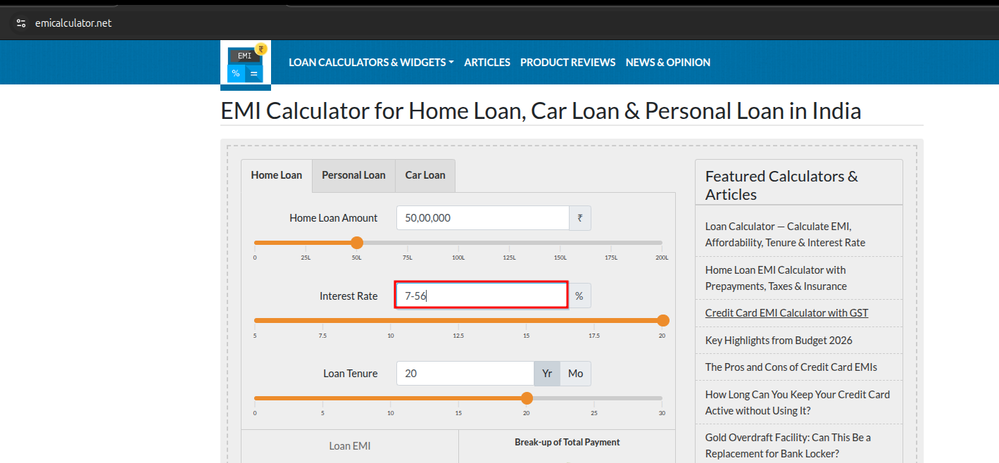 emicalculator.net
EMI ₹
% =
LOAN CALCULATORS & WIDGETS ARTICLES PRODUCT REVIEWS NEWS & OPINION
EMI Calculator for Home Loan, Car Loan & Personal Loan in India
Home Loan Personal Loan Car Loan
Home Loan Amount 50,00,000 ₹
0 25L 50L 75L 100L 125L 150L 175L 200L
Interest Rate 7-56 %
5 7.5 10 12.5 15 17.5 20
Loan Tenure 20 Yr Mo
0 5 10 15 20 25 30
Loan EMI
Break-up of Total Payment
Featured Calculators &
Articles
Loan Calculator — Calculate EMI,
Affordability, Tenure & Interest Rate
Home Loan EMI Calculator with
Prepayments, Taxes & Insurance
Credit Card EMI Calculator with GST
Key Highlights from Budget 2026
The Pros and Cons of Credit Card EMIs
How Long Can You Keep Your Credit Card
Active without Using It?
Gold Overdraft Facility: Can This Be a
Replacement for Bank Locker?